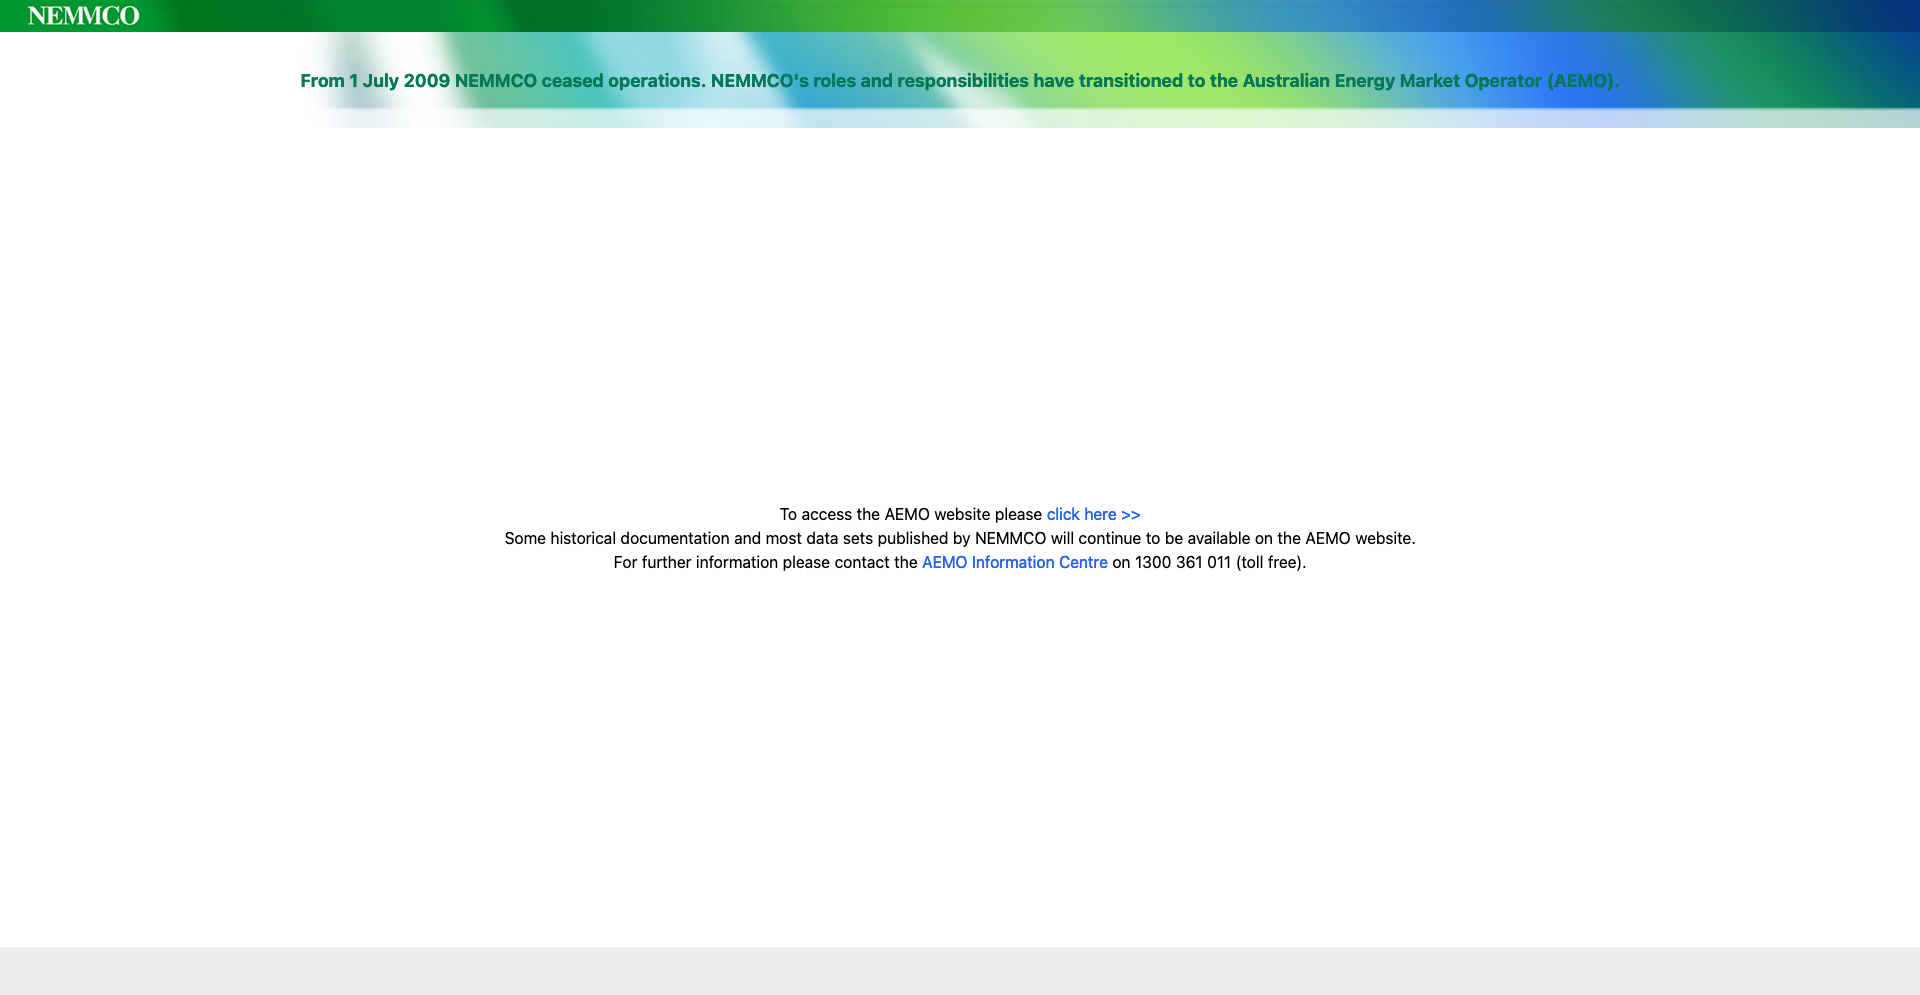 NEMMCO
From 1 July 2009 NEMMCO ceased operations. NEMMCO's roles and responsibilities have transitioned to the Australian Energy Market Operator (AEMO).
To access the AEMO website please click here >>
Some historical documentation and most data sets published by NEMMCO will continue to be available on the AEMO website.
For further information please contact the AEMO Information Centre on 1300 361 011 (toll free).